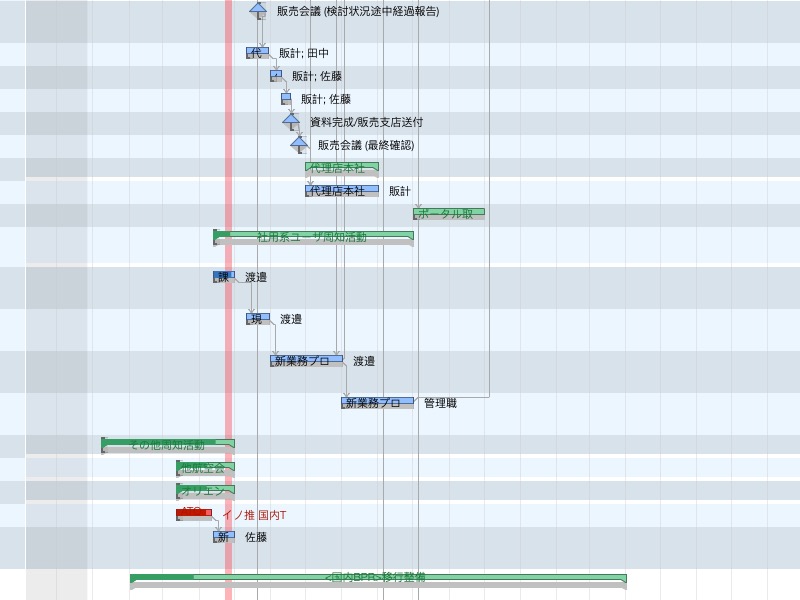 販売会議 (検討状況途中経過報告)
代 販計; 田中
販計; 佐藤
販計; 佐藤
資料完成/販売支店送付
販売会議 (最終確認)
代理店本社
代理店本社 販計
ポータル取
社用系ユーザ周知活動
課 渡邉
現 渡邉
新業務プロ 渡邉
新業務プロ 管理職
その他周知活動
他航空会
オリエン
イノ推 国内T
新 佐藤
<国内BPR>移行整備